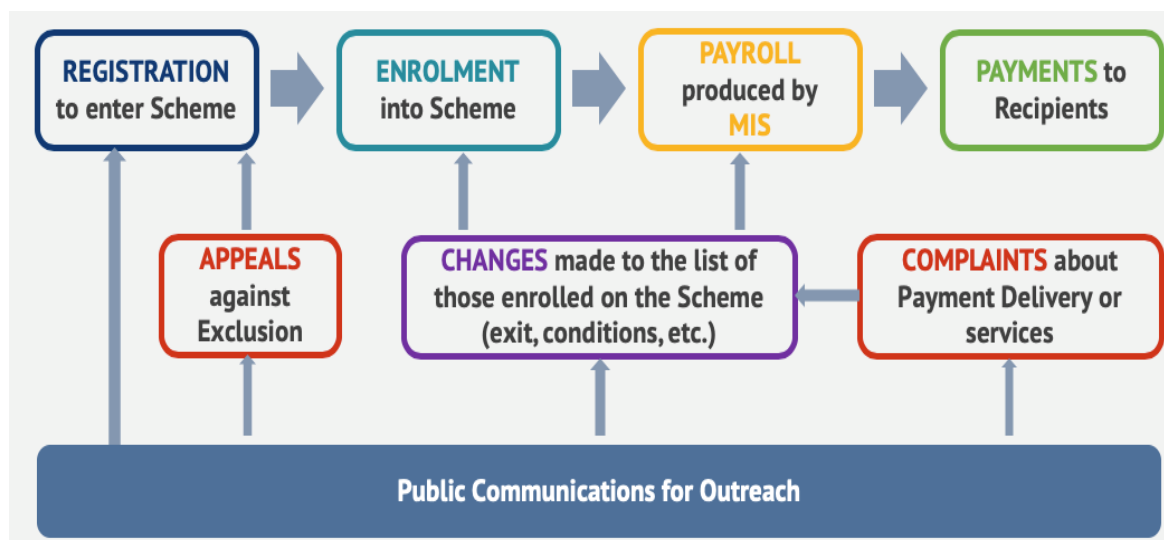 REGISTRATION
to enter Scheme
ENROLMENT
into Scheme
PAYROLL
produced by
MIS
PAYMENTS to
Recipients
APPEALS
against
Exclusion
CHANGES made to the list of
those enrolled on the Scheme
(exit, conditions, etc.)
COMPLAINTS about
Payment Delivery or
services
Public Communications for Outreach